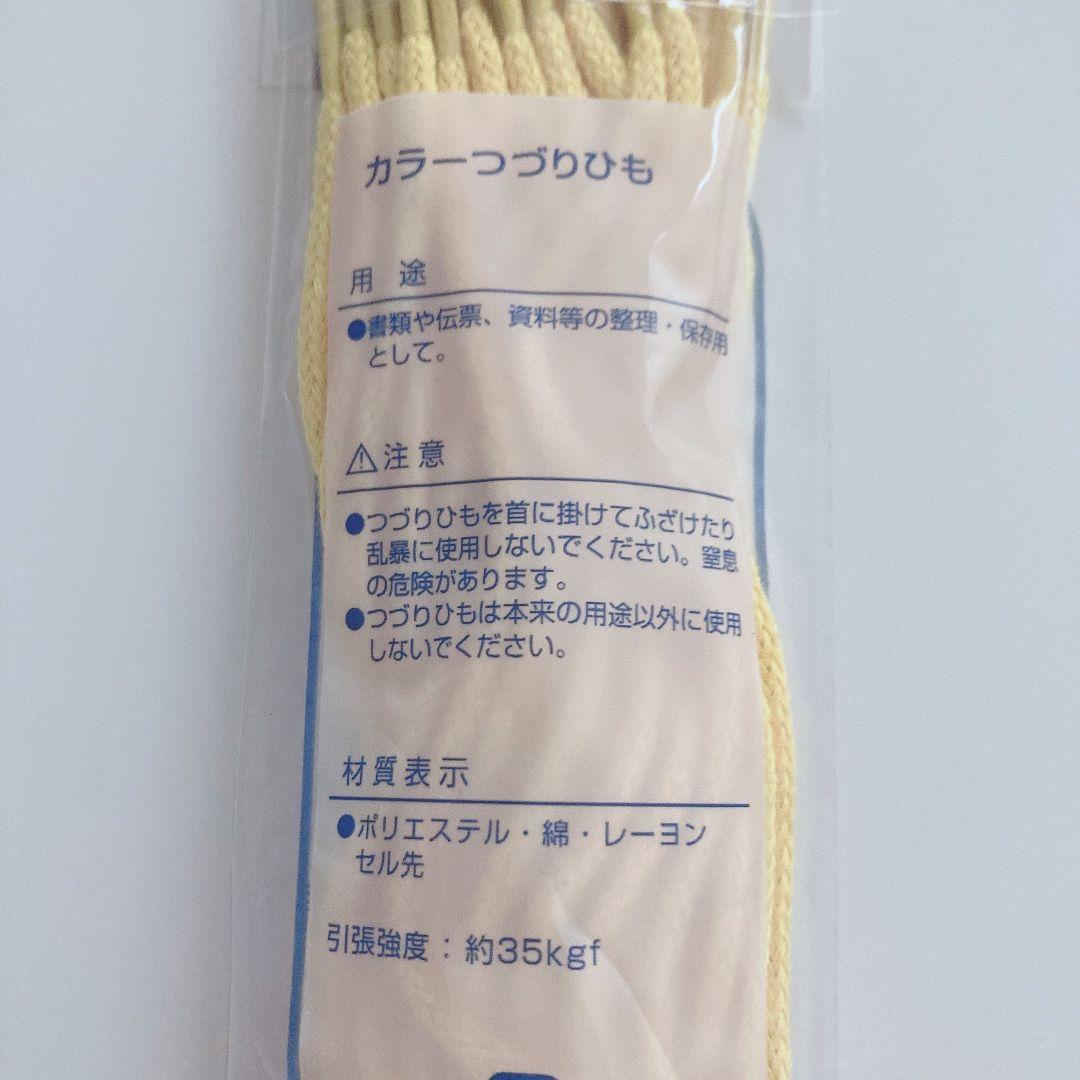 カラーつづりひも
用 途
●書類や伝票、資料等の整理・保存用
として。
⚠注意
●つづりひもを首に掛けてふざけたり
乱暴に使用しないでください。窒息
の危険があります。
●つづりひもは本来の用途以外に使用
しないでください。
材質表示
●ポリエステル・綿・レーヨン
セル先
引張強度：約35kgf